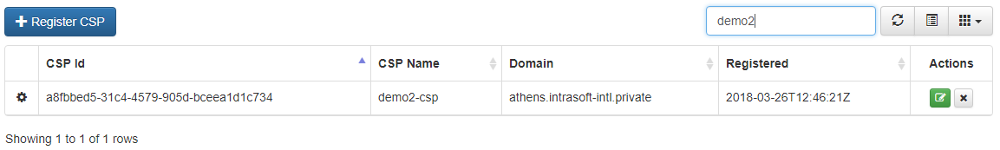 Register CSP
demo2
CSP Id CSP Name Domain Registered Actions
a8fbbed5-31c4-4579-905d-bceea1d1c734 demo2-csp athens.intrasoft-intl.private 2018-03-26T12:46:21Z
Showing 1 to 1 of 1 rows